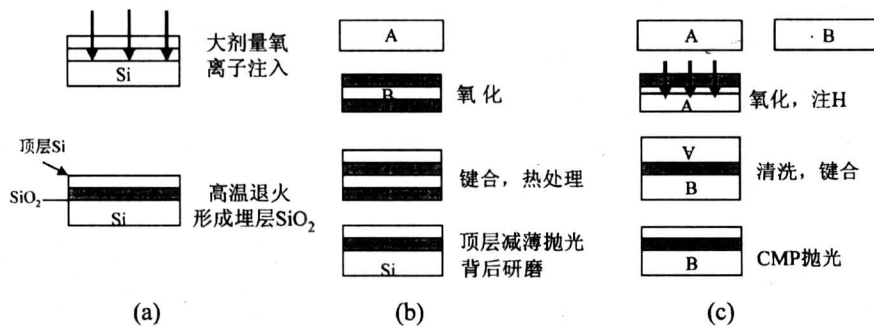 Si
大剂量氧
离子注入
顶层Si
SiO₂
Si
高温退火
形成埋层SiO₂
(a)
A
B
氧化
键合，热处理
Si
顶层减薄抛光
背后研磨
(b)
A
B
A
氧化，注H
A
B
清洗，键合
B
CMP抛光
(c)